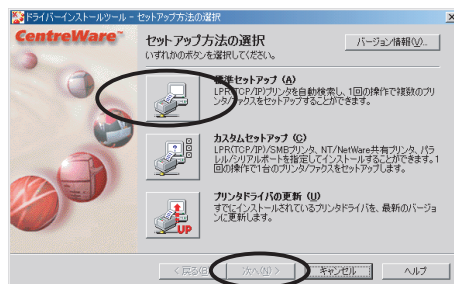 ドライバーインストールツール - セットアップ方法の選択
CentreWare™
セットアップ方法の選択
いずれかのボタンを選択してください。
バージョン情報(V)...
標準セットアップ (A)
LPR(TCP/IP)プリンタを自動検索し、1回の操作で複数のプリ
ンタ/ファクスをセットアップすることができます。
カスタムセットアップ (C)
LPR(TCP/IP)/SMBプリンタ、NT/NetWare共有プリンタ、パラ
レル/シリアルポートを指定してインストールすることができます。1
回の操作で1台のプリンタ/ファクスをセットアップします。
UP
プリンタドライバの更新 (U)
すでにインストールされているプリンタドライバを、最新のバージョ
ンに更新します。
< 戻る(B)
次へ(N) >
キャンセル
ヘルプ